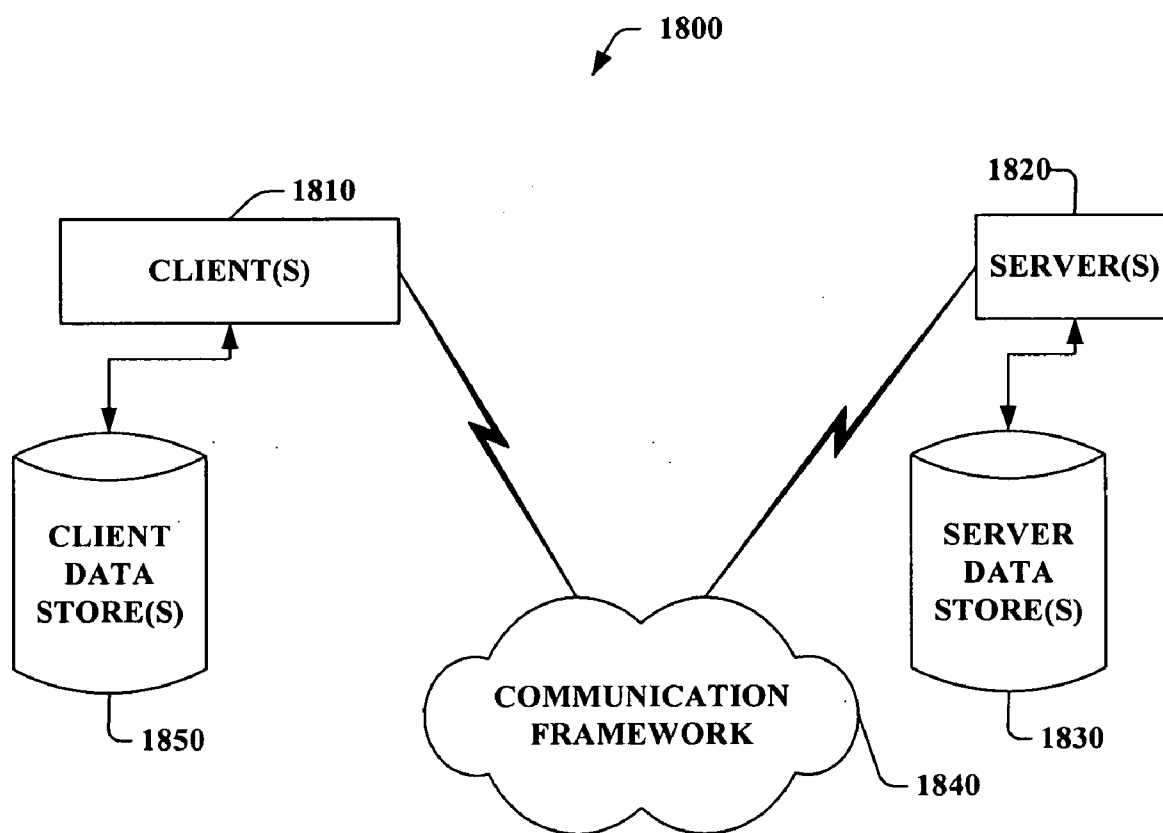 1800
1810
1820
CLIENT(S)
SERVER(S)
CLIENT
DATA
STORE(S)
SERVER
DATA
STORE(S)
COMMUNICATION
FRAMEWORK
1850
1830
1840